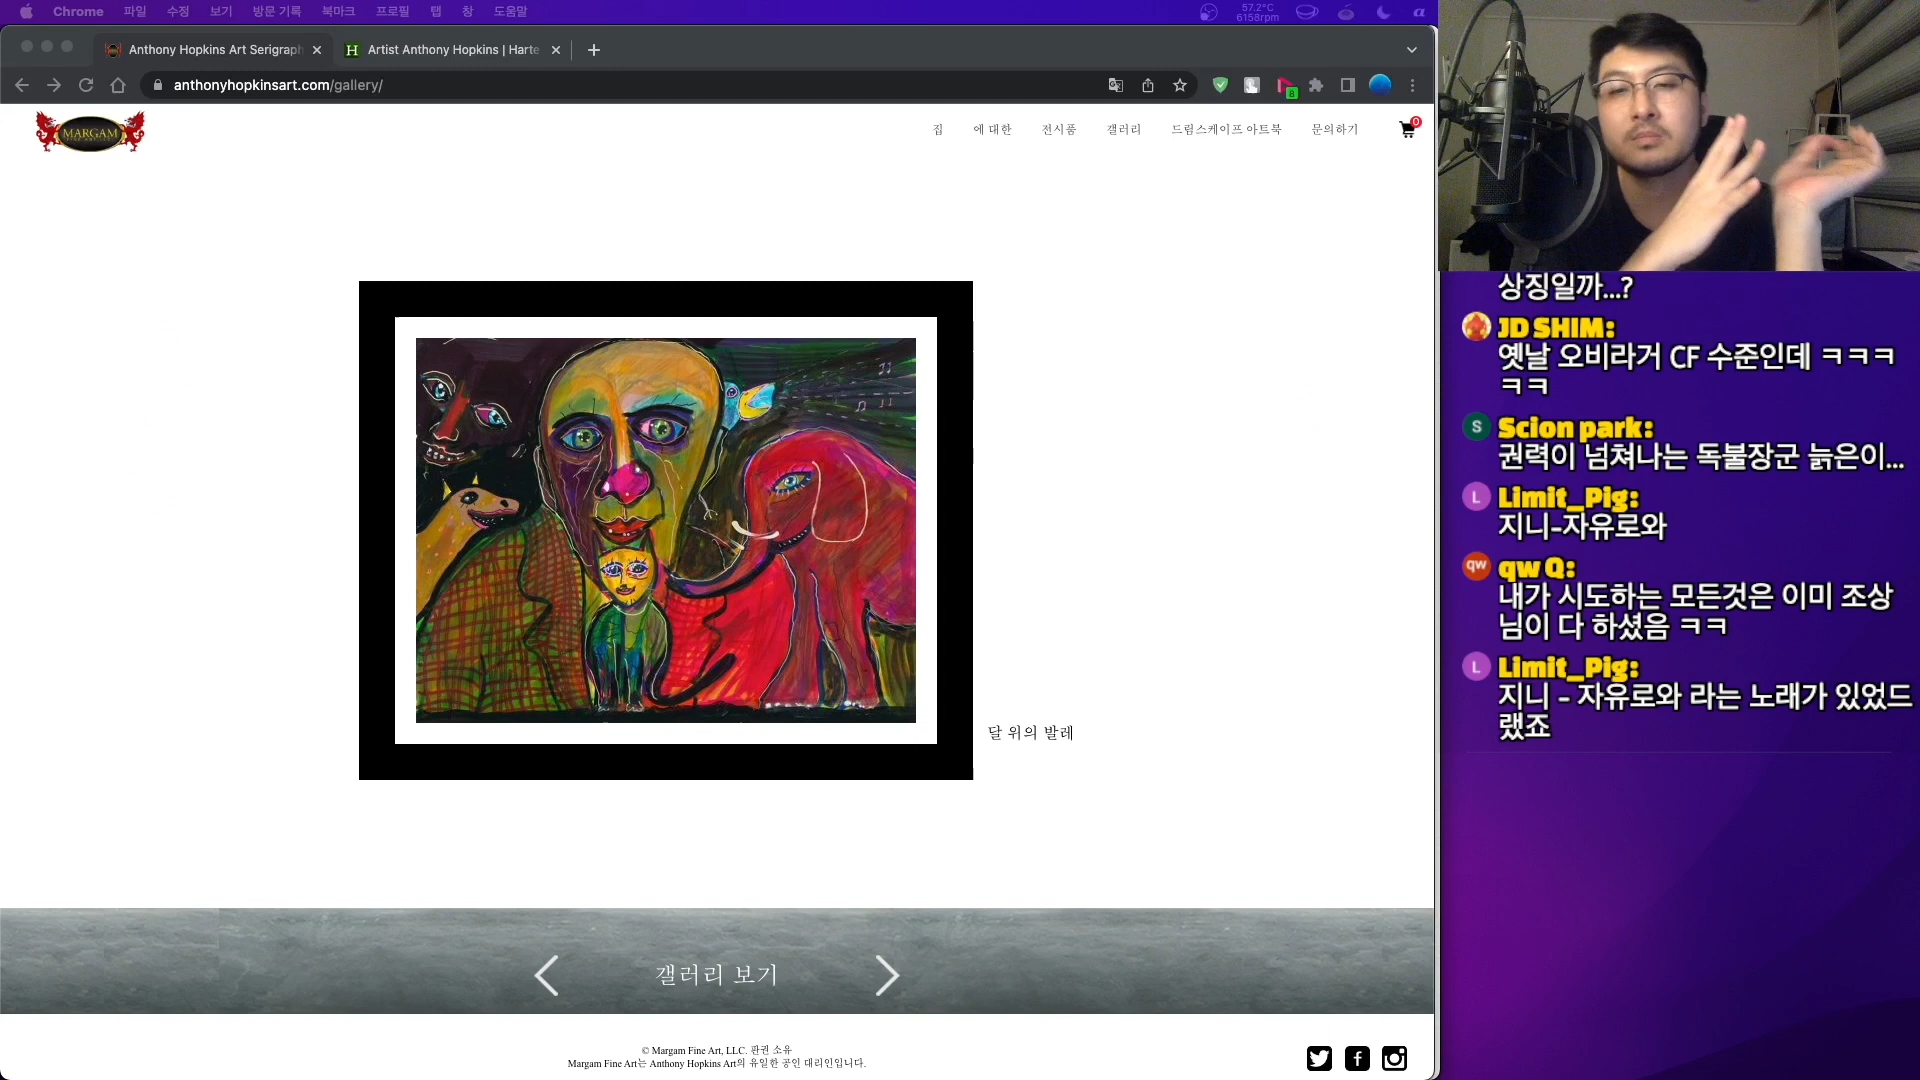 Chrome 파일 수정 보기 방문 기록 북마크 프로필 탭 창 도움말
57.2°C
6158rpm
Anthony Hopkins Art Serigraph
Artist Anthony Hopkins | Harte
anthonyhopkinsart.com/gallery/
8
MARGAM
집 에 대한 전시품 갤러리 드림스케이프 아트북 문의하기
0
달 위의 발레
갤러리 보기
© Margam Fine Art, LLC. 판권 소유
Margam Fine Art는 Anthony Hopkins Art의 유일한 공인 대리인입니다.
상징일까...?
JD SHIM:
옛날 오비라거 CF 수준인데 ㅋㅋㅋ
ㅋㅋ
S Scion park:
권력이 넘쳐나는 독불장군 늙은이...
L Limit_Pig:
지니-자유로와
qw qw Q:
내가 시도하는 모든것은 이미 조상
님이 다 하셨음 ㅋㅋ
L Limit_Pig:
지니 - 자유로와 라는 노래가 있었드
랬죠